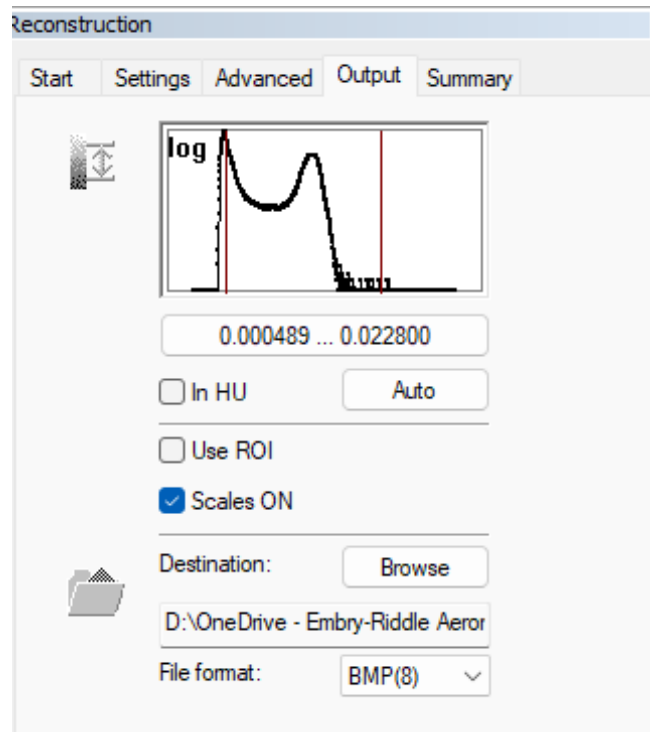 Reconstruction
Start Settings Advanced Output Summary
log
0.000489 ... 0.022800
In HU Auto
Use ROI
Scales ON
Destination: Browse
D:\OneDrive - Embry-Riddle Aeror
File format: BMP(8)